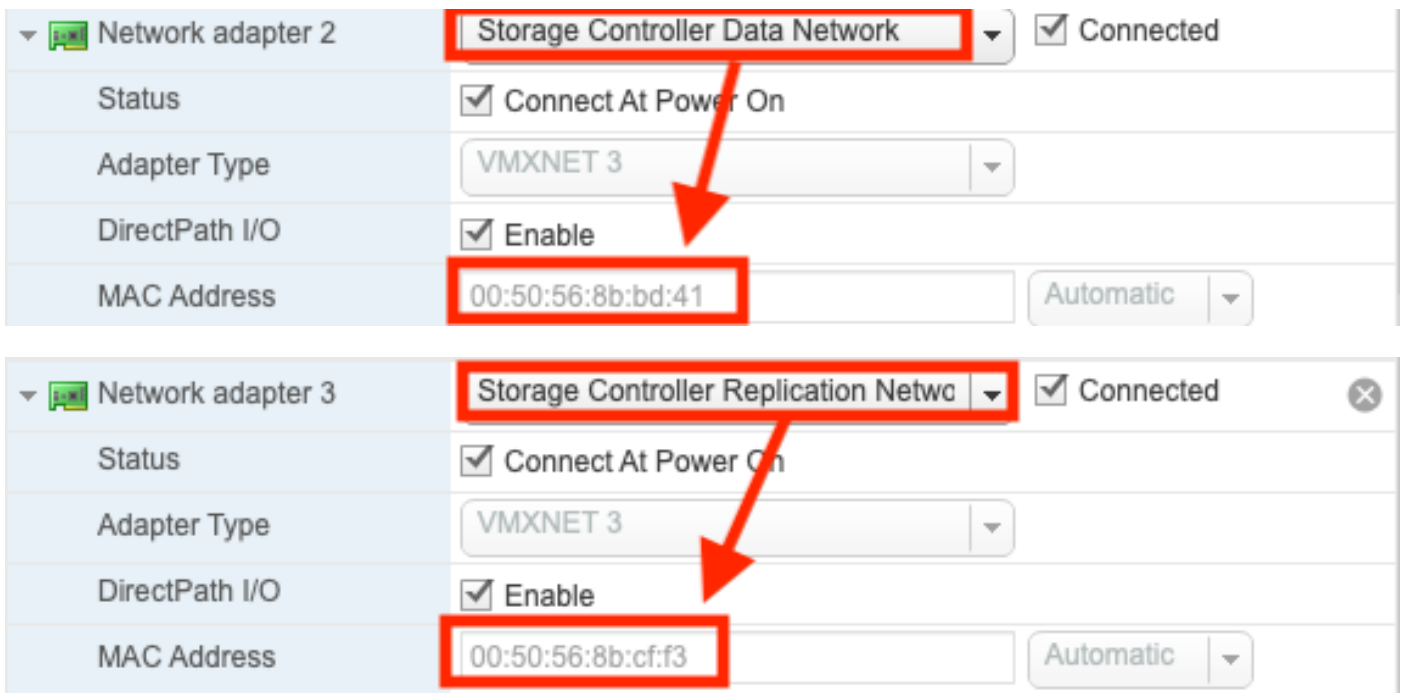 Network adapter 2 Storage Controller Data Network Connected
Status Connect At Power On
Adapter Type VMXNET 3
DirectPath I/O Enable
MAC Address 00:50:56:8b:bd:41 Automatic
Network adapter 3 Storage Controller Replication Netwo Connected
Status Connect At Power On
Adapter Type VMXNET 3
DirectPath I/O Enable
MAC Address 00:50:56:8b:cf:f3 Automatic